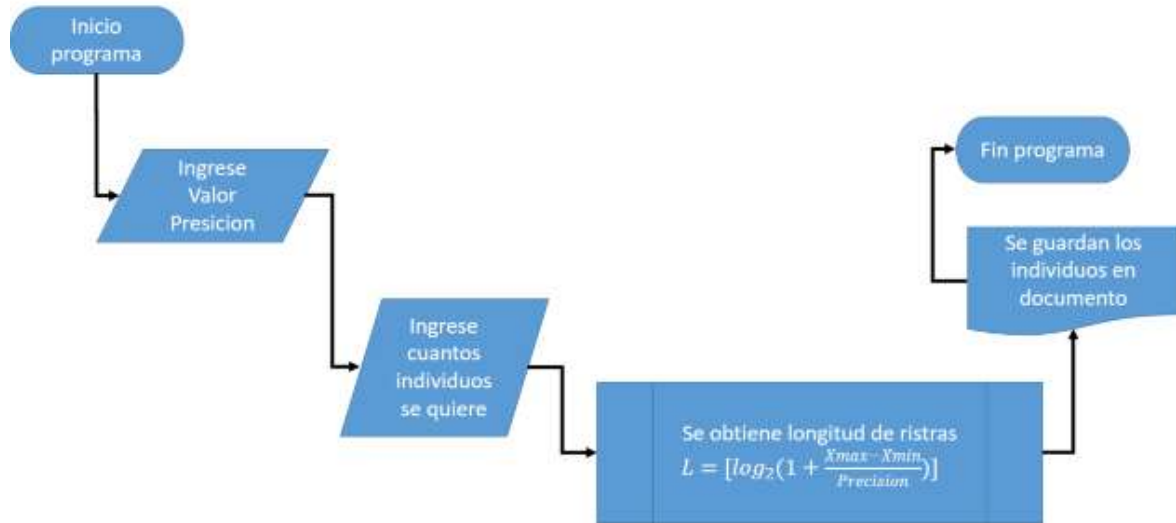 Inicio
programa
Ingrese
Valor
Presicion
Ingrese
cuantos
individuos
se quiere
Se obtiene longitud de ristras
L = [log₂(1 + \frac{Xmax−Xmin}{Precision})]
Se guardan los
individuos en
documento
Fin programa